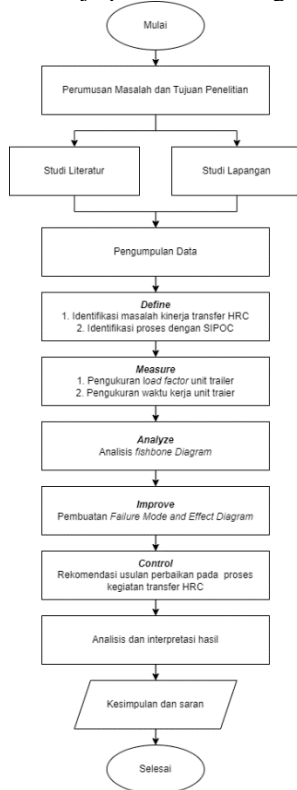 Mulai
Perumusan Masalah dan Tujuan Penelitian
Studi Literatur
Studi Lapangan
Pengumpulan Data
Define
1. Identifikasi masalah kinerja transfer HRC
2. Identifikasi proses dengan SIPOC
Measure
1. Pengukuran load factor unit trailer
2. Pengukuran waktu kerja unit traier
Analyze
Analisis fishbone Diagram
Improve
Pembuatan Failure Mode and Effect Diagram
Control
Rekomendasi usulan perbaikan pada proses
kegiatan transfer HRC
Analisis dan interpretasi hasil
Kesimpulan dan saran
Selesai